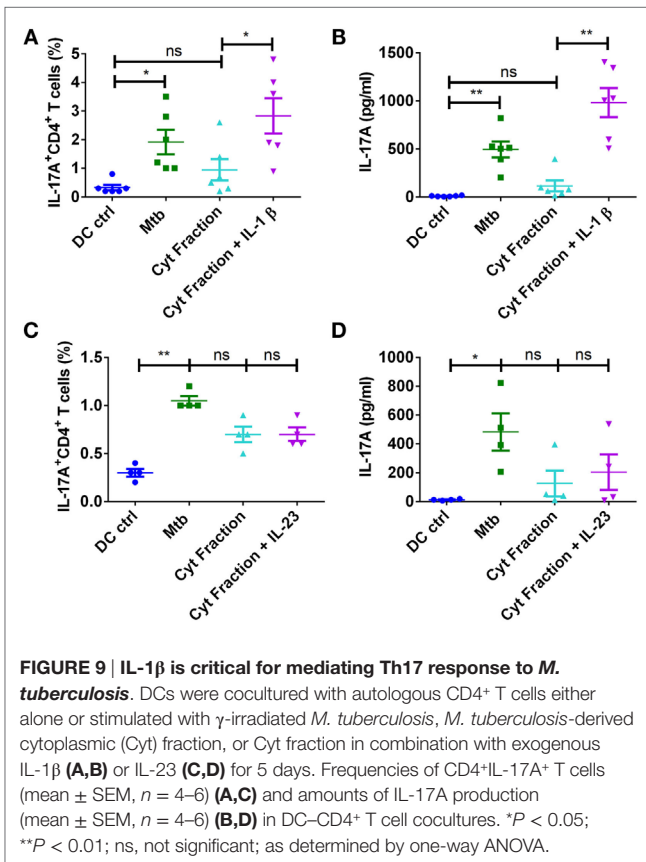 A
B
ns
*
*
IL-17A⁺CD4⁺ T cells (%)
5
4
3
2
1
0
DC ctrl
Mtb
Cyt Fraction
Cyt Fraction + IL-1 β
**
ns
**
IL-17A (pg/ml)
1500
1000
500
0
DC ctrl
Mtb
Cyt Fraction
Cyt Fraction + IL-1 β
C
D
**
ns
ns
IL-17A⁺CD4⁺ T cells (%)
1.5
1.0
0.5
0.0
DC ctrl
Mtb
Cyt Fraction
Cyt Fraction + IL-23
*
ns
ns
IL-17A (pg/ml)
1000
800
600
400
200
0
DC ctrl
Mtb
Cyt Fraction
Cyt Fraction + IL-23
FIGURE 9 | IL-1β is critical for mediating Th17 response to M.
tuberculosis. DCs were cocultured with autologous CD4⁺ T cells either
alone or stimulated with γ-irradiated M. tuberculosis, M. tuberculosis-derived
cytoplasmic (Cyt) fraction, or Cyt fraction in combination with exogenous
IL-1β (A,B) or IL-23 (C,D) for 5 days. Frequencies of CD4⁺IL-17A⁺ T cells
(mean ± SEM, n = 4–6) (A,C) and amounts of IL-17A production
(mean ± SEM, n = 4–6) (B,D) in DC–CD4⁺ T cell cocultures. *P < 0.05;
**P < 0.01; ns, not significant; as determined by one-way ANOVA.